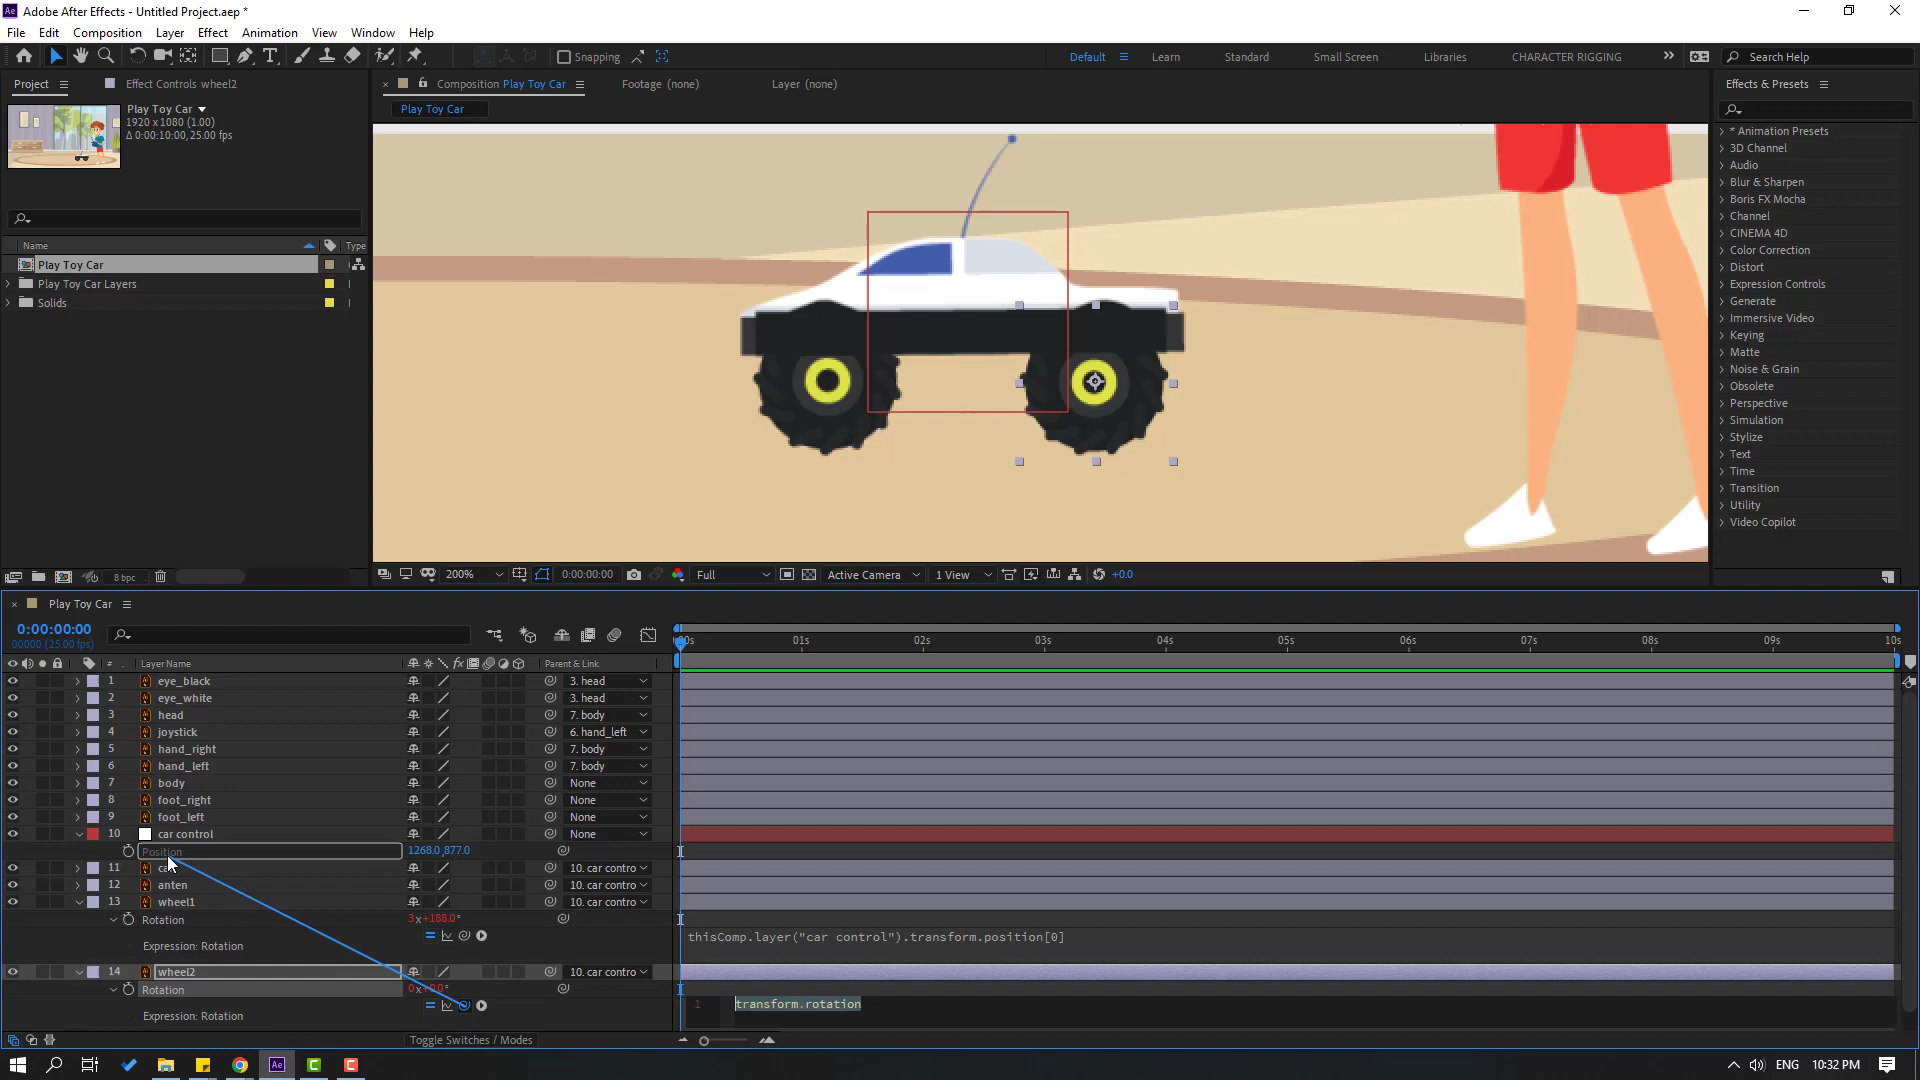 Adobe After Effects - Untitled Project.aep *
File Edit Composition Layer Effect Animation View Window Help
Snapping
Default Learn Standard Small Screen Libraries CHARACTER RIGGING Search Help
Project Effect Controls wheel2
Composition Play Toy Car Footage (none) Layer (none)
Effects & Presets
Play Toy Car
1920 x 1080 (1.00)
Δ 0:00:10:00, 25.00 fps
Play Toy Car
Name Type
Play Toy Car
Play Toy Car Layers
Solids
* Animation Presets
3D Channel
Audio
Blur & Sharpen
Boris FX Mocha
Channel
CINEMA 4D
Color Correction
Distort
Expression Controls
Generate
Immersive Video
Keying
Matte
Noise & Grain
Obsolete
Perspective
Simulation
Stylize
Text
Time
Transition
Utility
Video Copilot
8 bpc
200% 0:00:00:00 Full Active Camera 1 View +0.0
Play Toy Car
0:00:00:00
00000 (25.00 fps)
00s 01s 02s 03s 04s 05s 06s 07s 08s 09s 10s
# Layer Name fx Parent & Link
1 eye_black 3. head
2 eye_white 3. head
3 head 7. body
4 joystick 6. hand_left
5 hand_right 7. body
6 hand_left 7. body
7 body None
8 foot_right None
9 foot_left None
10 car control None
Position 1268.0,877.0
11 ca 10. car contro
12 anten 10. car contro
13 wheel1 10. car contro
Rotation 3x+188.0°
Expression: Rotation thisComp.layer("car control").transform.position[0]
14 wheel2 10. car contro
Rotation 0x+0.0°
1 transform.rotation
Expression: Rotation
Toggle Switches / Modes
Ae ENG 10:32 PM